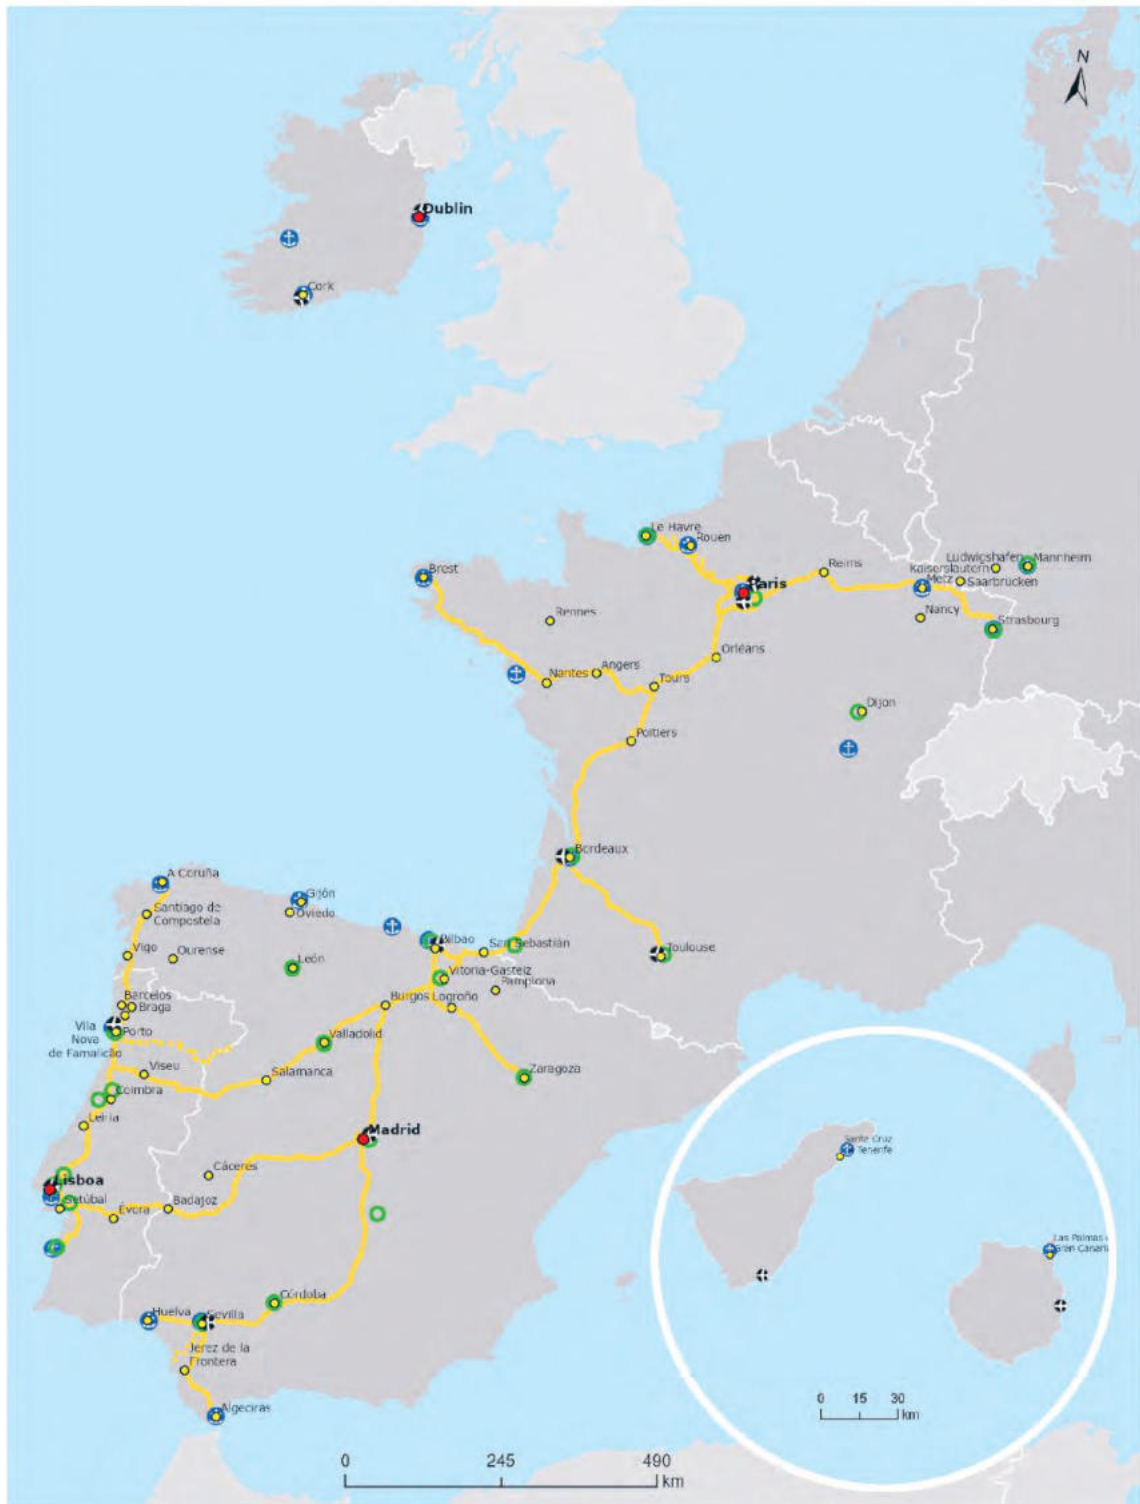 N
Dublin
Cork
Le Havre
Rouen
Brest
Paris
Reims
Ludwigshafen
Mannheim
Kaiserslautern
Metz
Saarbrücken
Rennes
Nancy
Strasbourg
Orléans
Nantes
Angers
Tours
Dijon
Poitiers
Bordeaux
A Coruña
Gijón
Santiago de
Compostela
Oviedo
Bilbao
San Sebastián
Toulouse
Vigo
Ourense
León
Vitoria-Gasteiz
Pamplona
Barcelos
Braga
Burgos
Logroño
Vila
Nova
de Famalicão
Porto
Valladolid
Viseu
Salamanca
Zaragoza
Coimbra
Leiria
Madrid
Santa Cruz
Tenerife
Cáceres
Lisboa
Setúbal
Évora
Badajoz
Las Palmas
Gran Canaria
Córdoba
Huelva
Sevilla
Jerez de la
Frontera
Algeciras
0 15 30
km
0 245 490
km